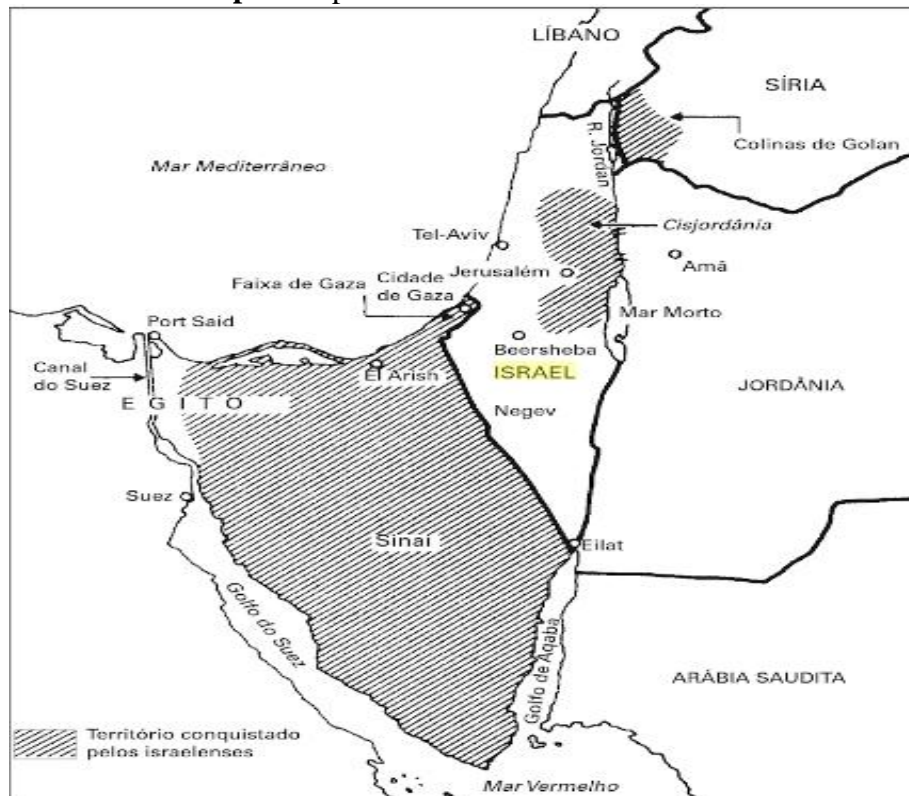 LÍBANO
SÍRIA
R. Jordan
Colinas de Golan
Mar Mediterrâneo
Cisjordânia
Tel-Aviv
Amã
Jerusalém
Faixa de Gaza
Cidade
de Gaza
Mar Morto
Port Said
Beersheba
Canal
do Suez
El Arish
ISRAEL
JORDÂNIA
EGITO
Negev
Suez
Sinai
Eilat
Golfo do Suez
Golfo de Aqaba
ARÁBIA SAUDITA
Território conquistado
pelos israelenses
Mar Vermelho